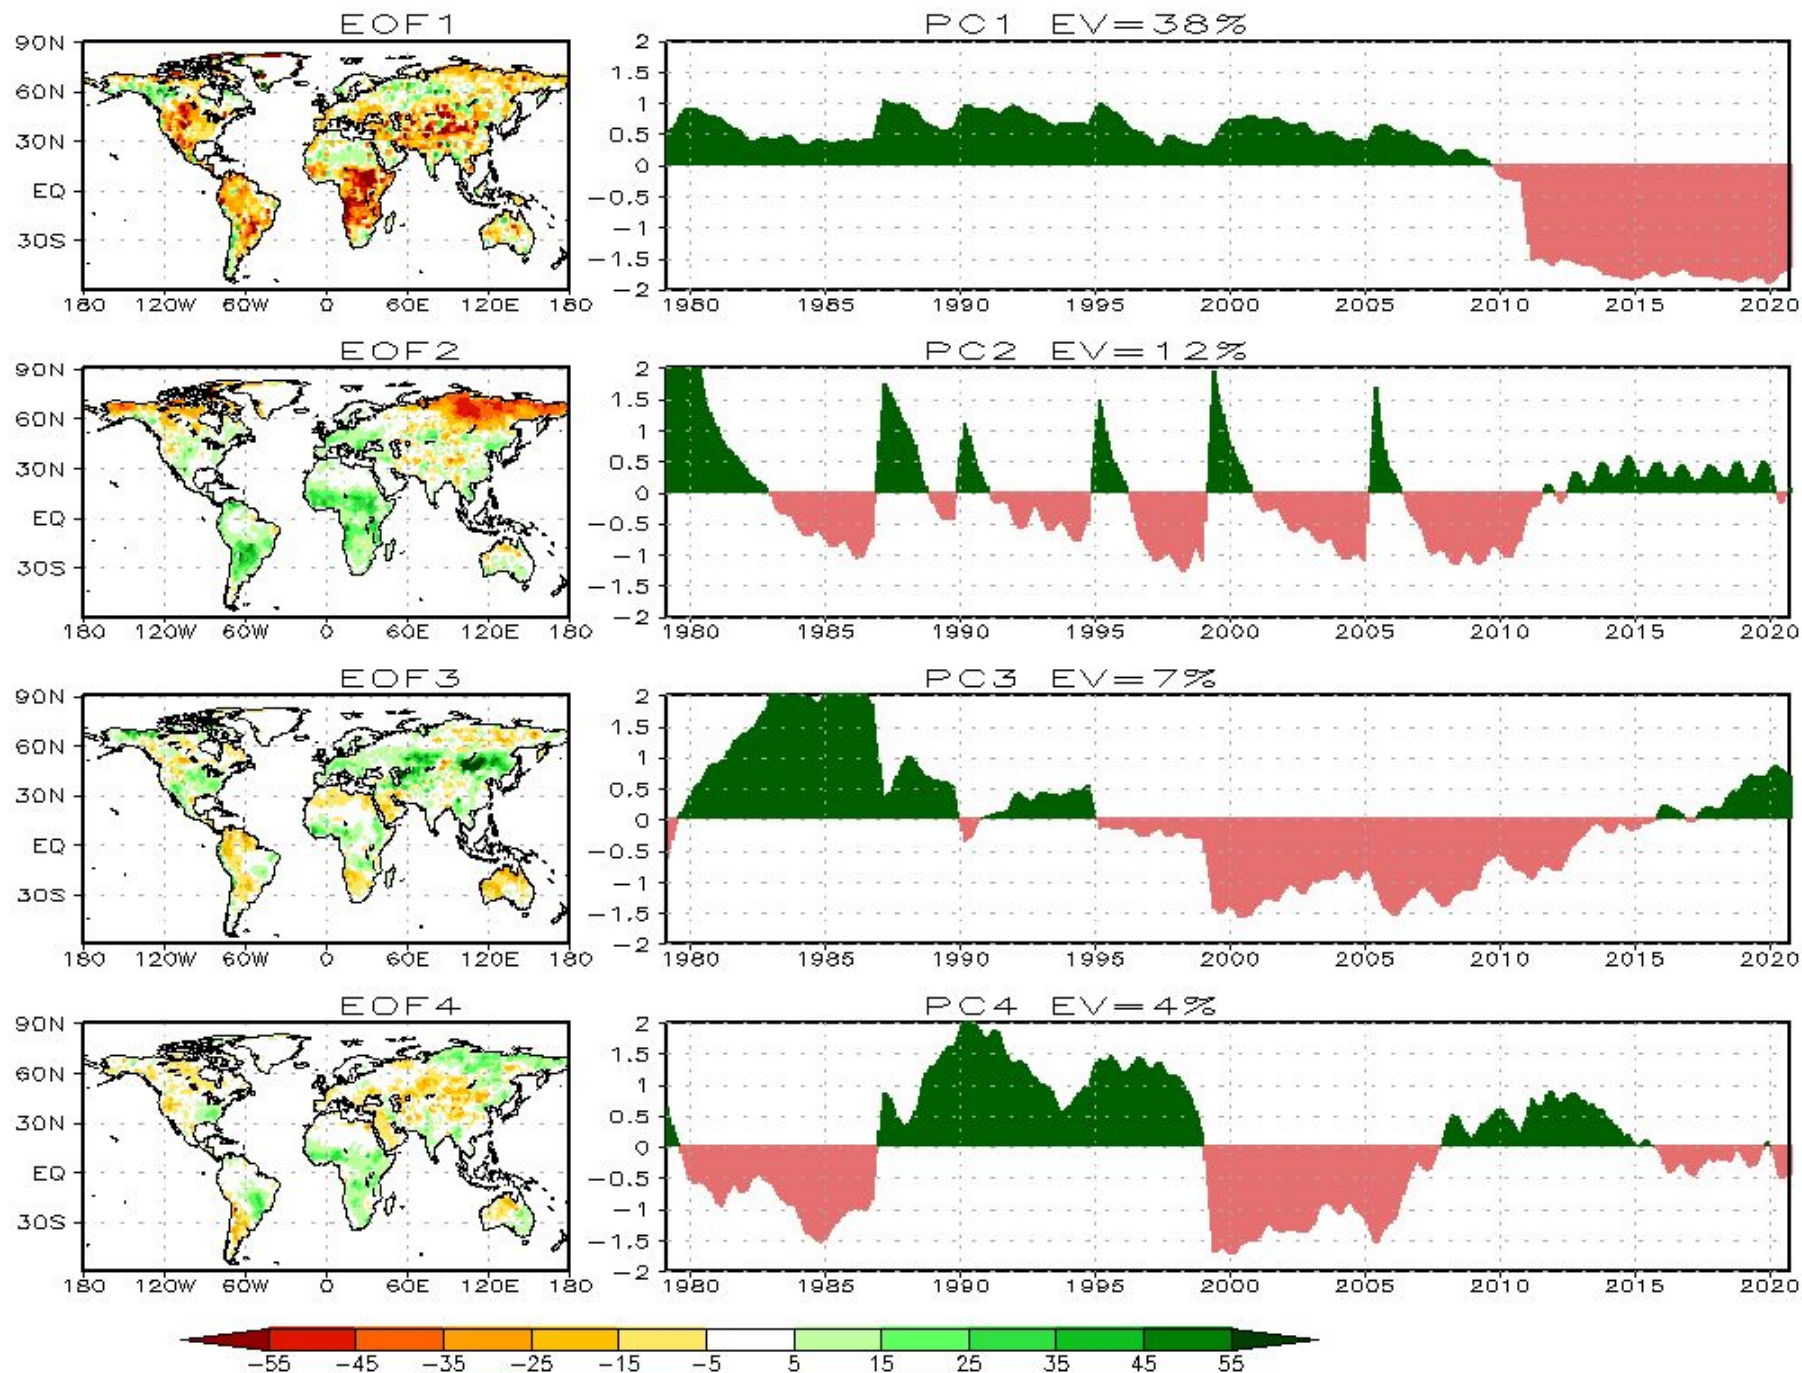 EOF1 PC1 EV=38%
90N
60N
30N
EQ
30S
180 120W 60W 0 60E 120E 180
2
1.5
1
0.5
0
-0.5
-1
-1.5
-2
1980 1985 1990 1995 2000 2005 2010 2015 2020
EOF2 PC2 EV=12%
90N
60N
30N
EQ
30S
180 120W 60W 0 60E 120E 180
2
1.5
1
0.5
0
-0.5
-1
-1.5
-2
1980 1985 1990 1995 2000 2005 2010 2015 2020
EOF3 PC3 EV=7%
90N
60N
30N
EQ
30S
180 120W 60W 0 60E 120E 180
2
1.5
1
0.5
0
-0.5
-1
-1.5
-2
1980 1985 1990 1995 2000 2005 2010 2015 2020
EOF4 PC4 EV=4%
90N
60N
30N
EQ
30S
180 120W 60W 0 60E 120E 180
2
1.5
1
0.5
0
-0.5
-1
-1.5
-2
1980 1985 1990 1995 2000 2005 2010 2015 2020
-55 -45 -35 -25 -15 -5 5 15 25 35 45 55